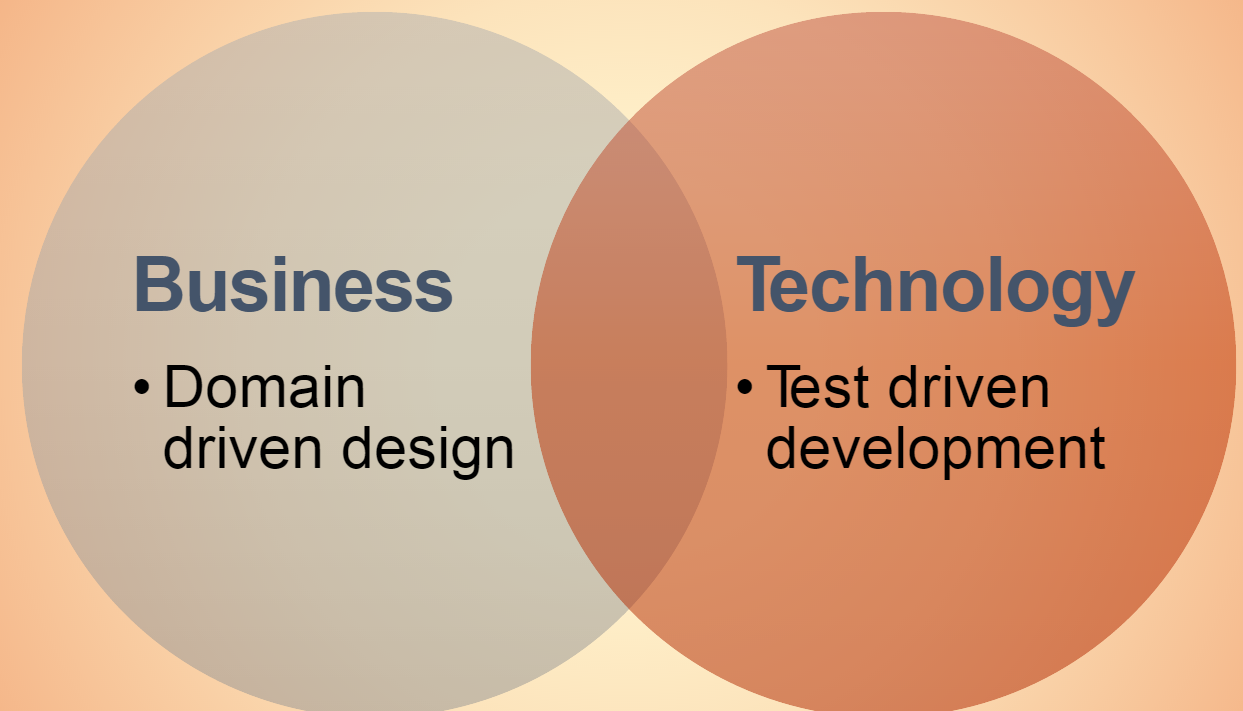 Business
• Domain
driven design
Technology
• Test driven
development